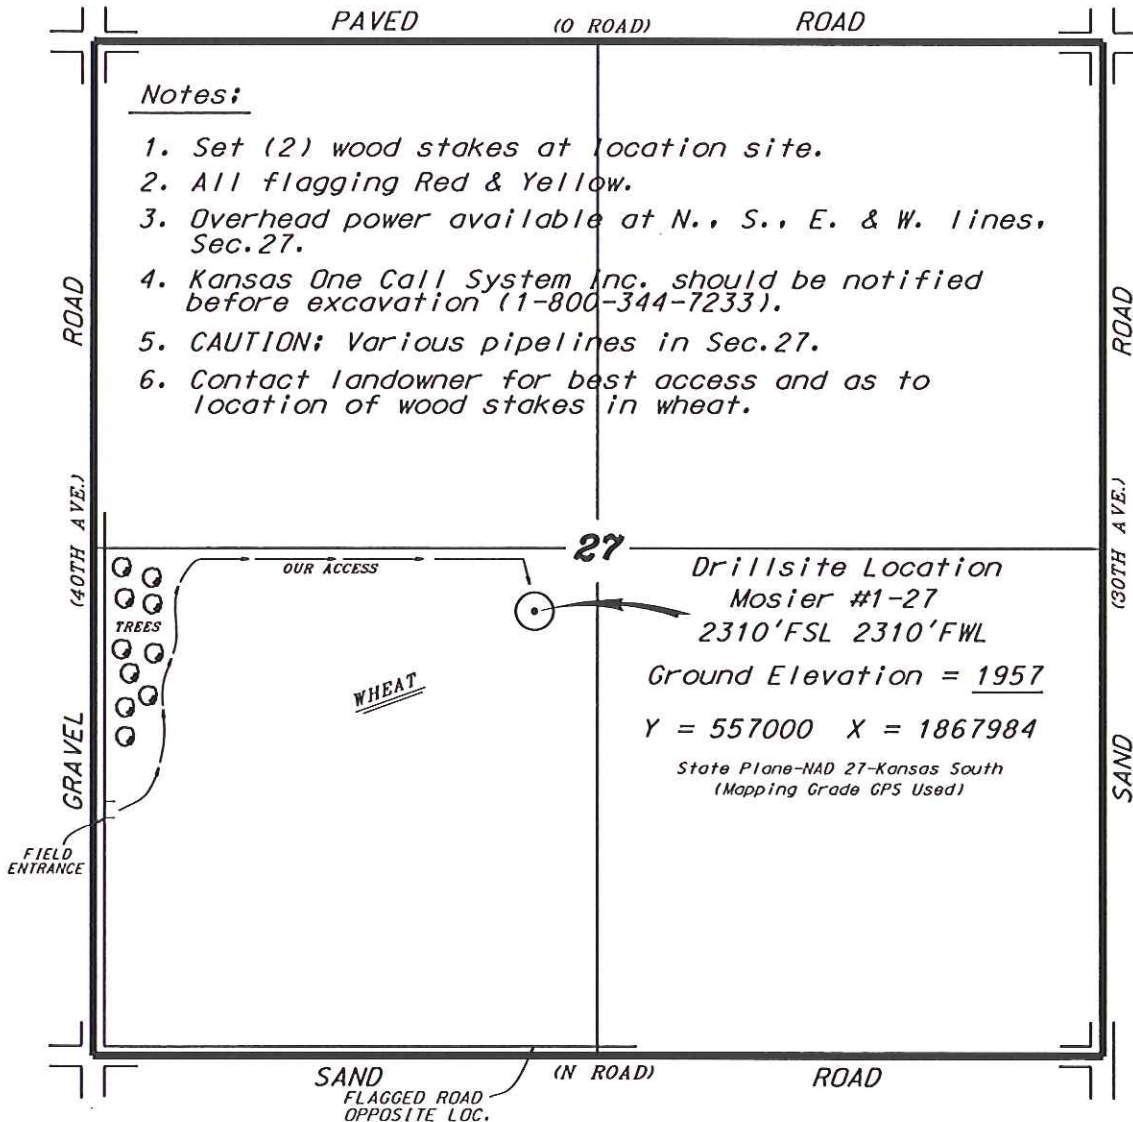 PAVED (O ROAD) ROAD
Notes:
1. Set (2) wood stakes at location site.
2. All flagging Red & Yellow.
3. Overhead power available at N., S., E. & W. lines,
Sec.27.
4. Kansas One Call System inc. should be notified
before excavation (1-800-344-7233).
5. CAUTION: Various pipelines in Sec.27.
6. Contact landowner for best access and as to
location of wood stakes in wheat.
ROAD
(40TH AVE.)
GRAVEL
ROAD
(30TH AVE.)
SAND
27
OUR ACCESS
TREES
WHEAT
Drillsite Location
Mosier #1-27
2310'FSL 2310'FWL
Ground Elevation = 1957
Y = 557000 X = 1867984
State Plane-NAD 27-Kansas South
(Mapping Grade GPS Used)
FIELD
ENTRANCE
SAND (N ROAD) ROAD
FLAGGED ROAD
OPPOSITE LOC.